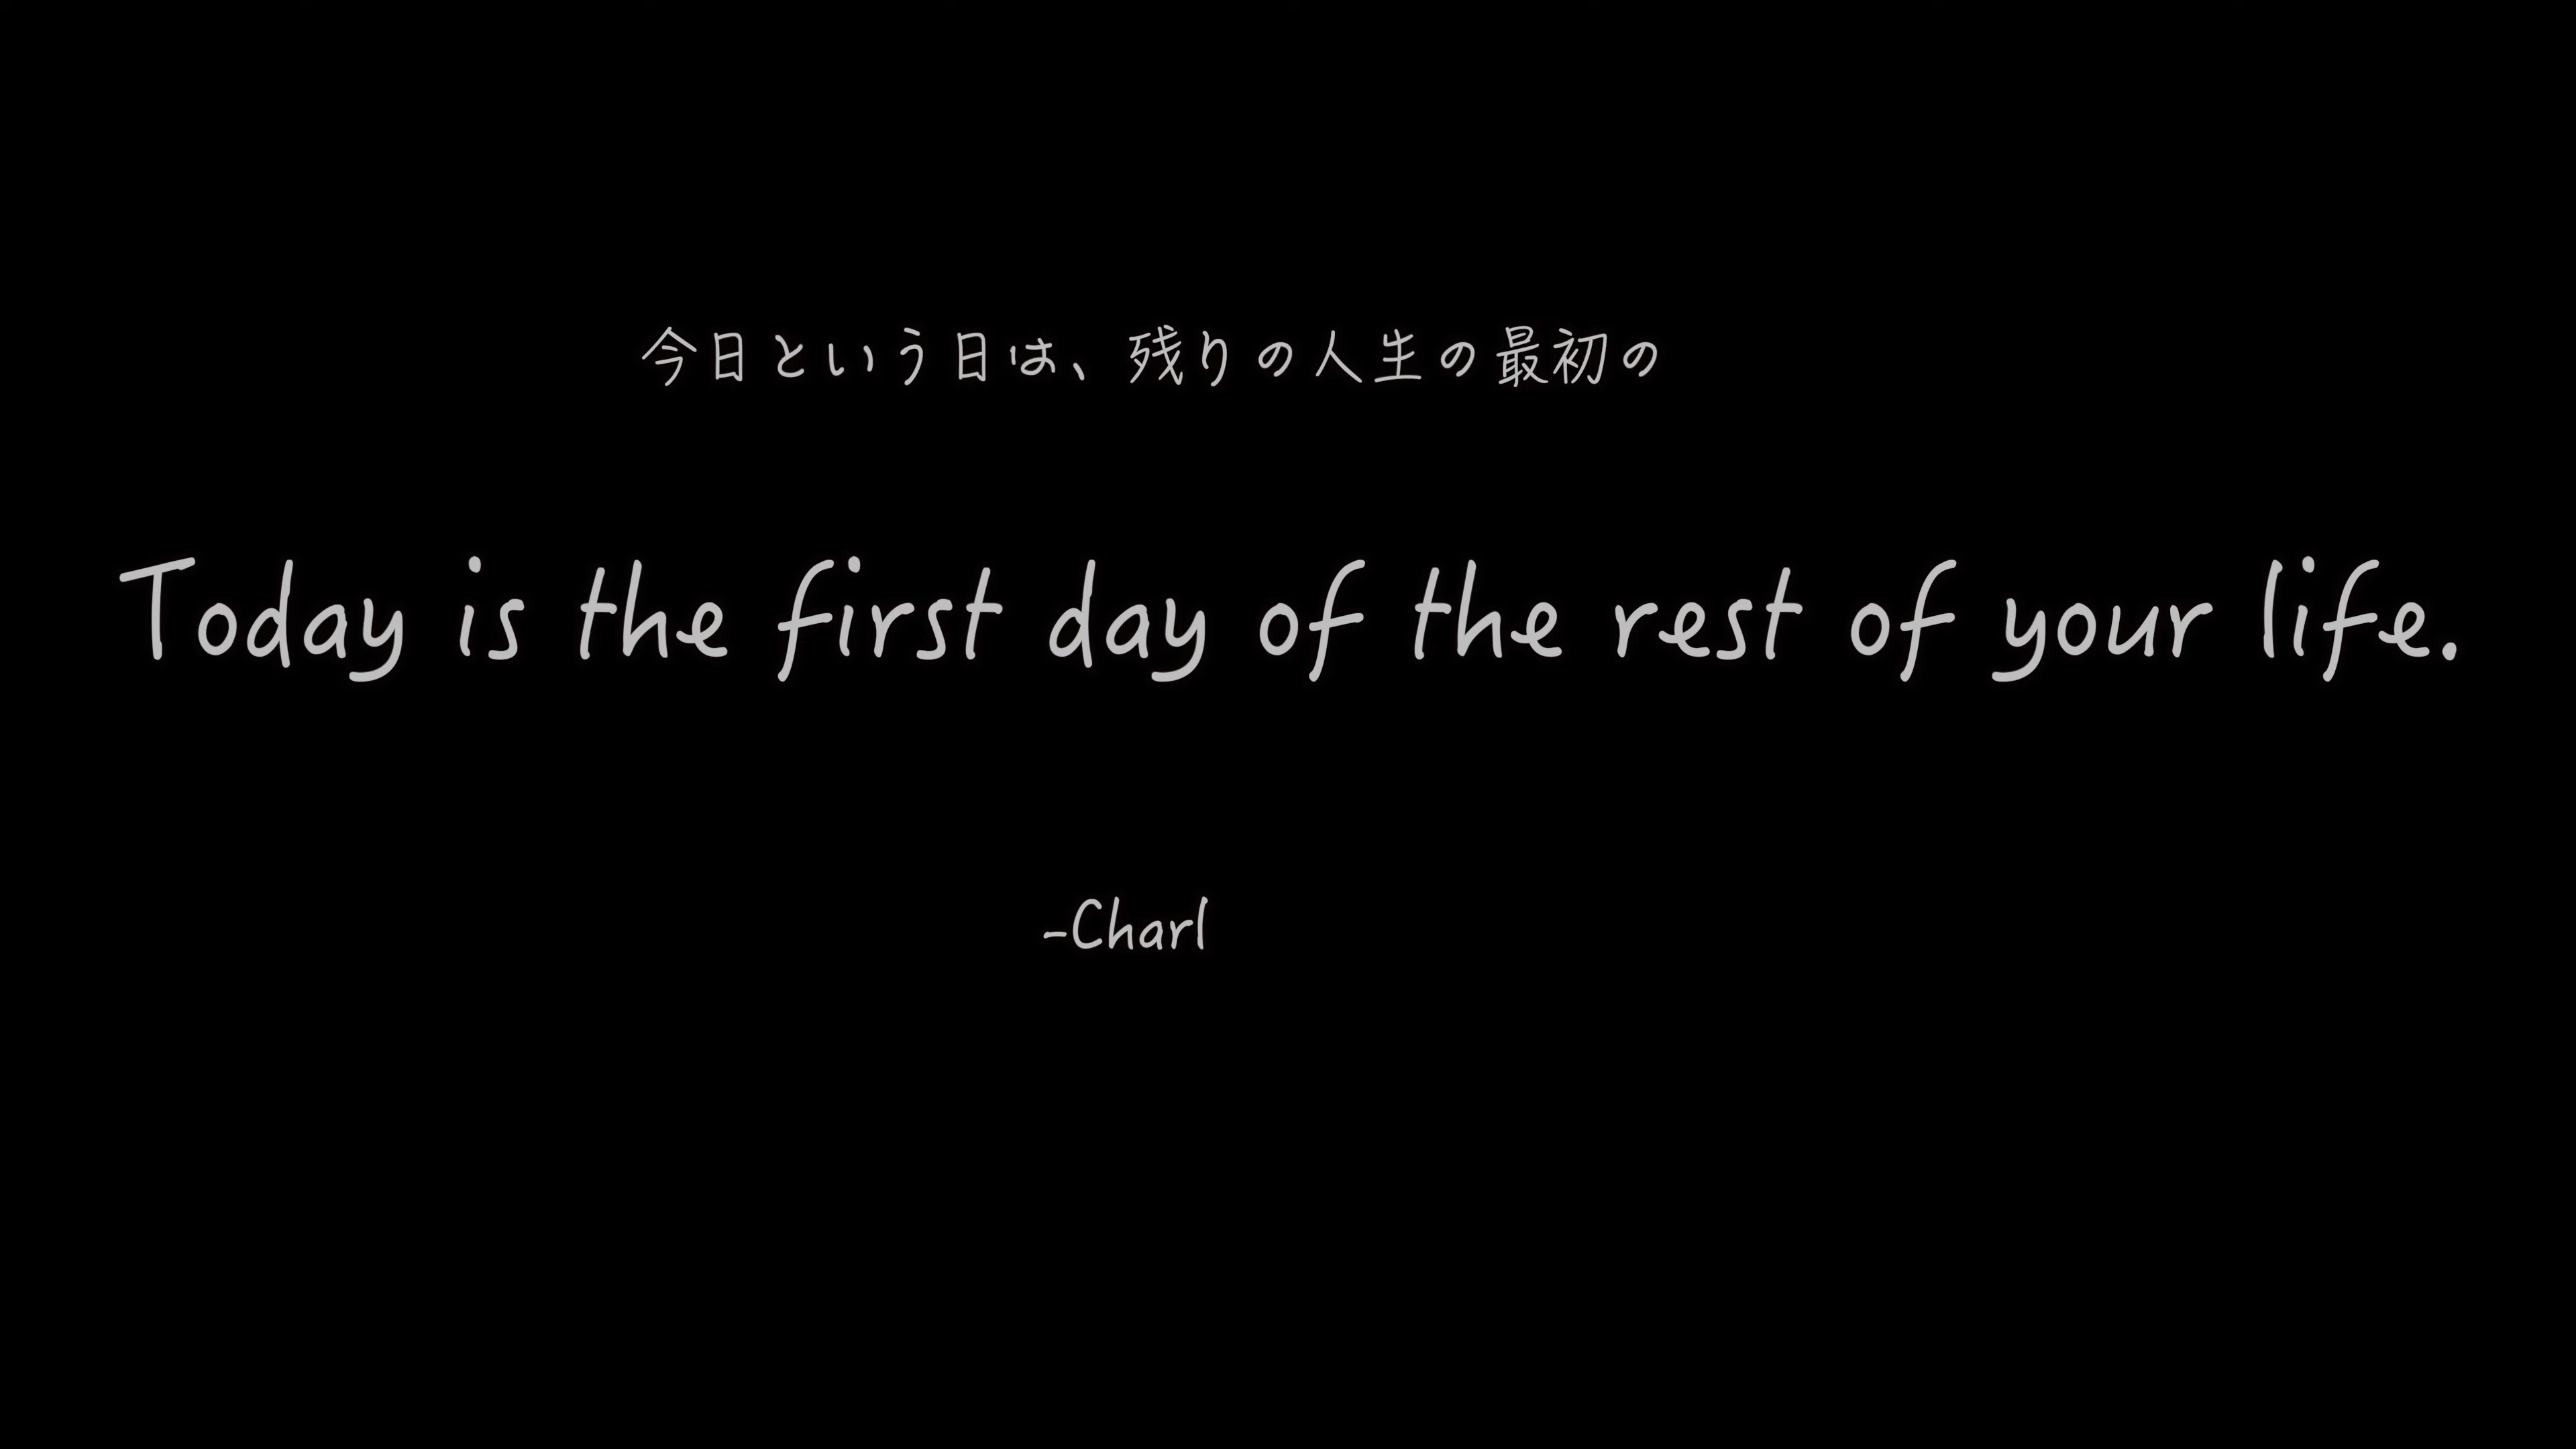 今日という日は、残りの人生の最初の
Today is the first day of the rest of your life.
-Charl